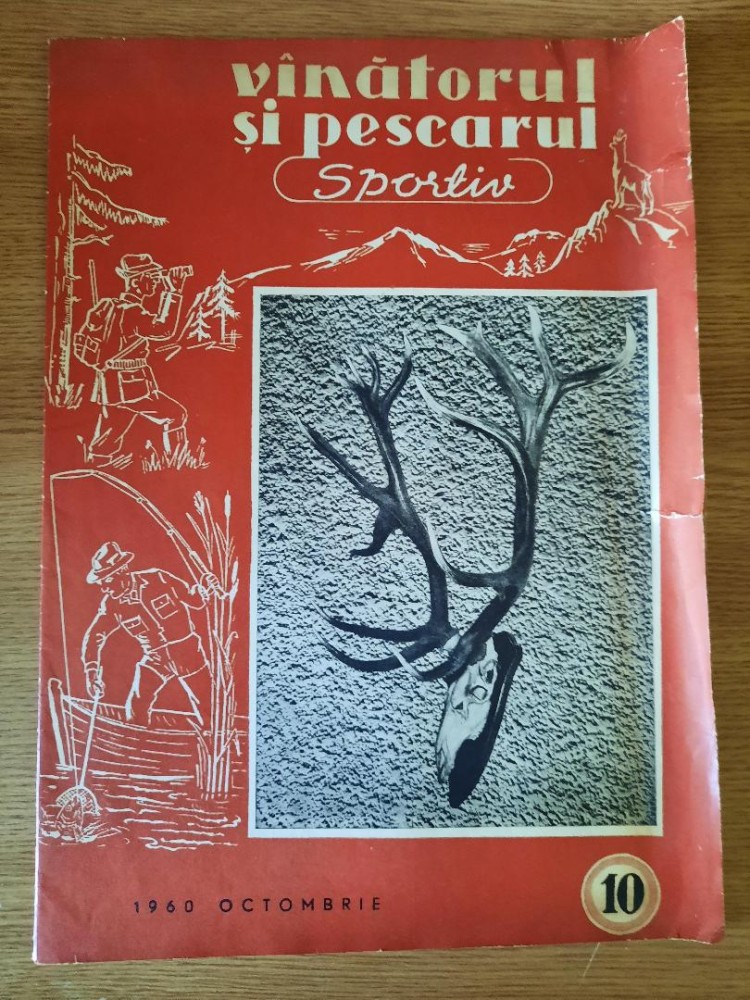 vînătorul
și pescarul
Sportiv
1960 OCTOMBRIE
10